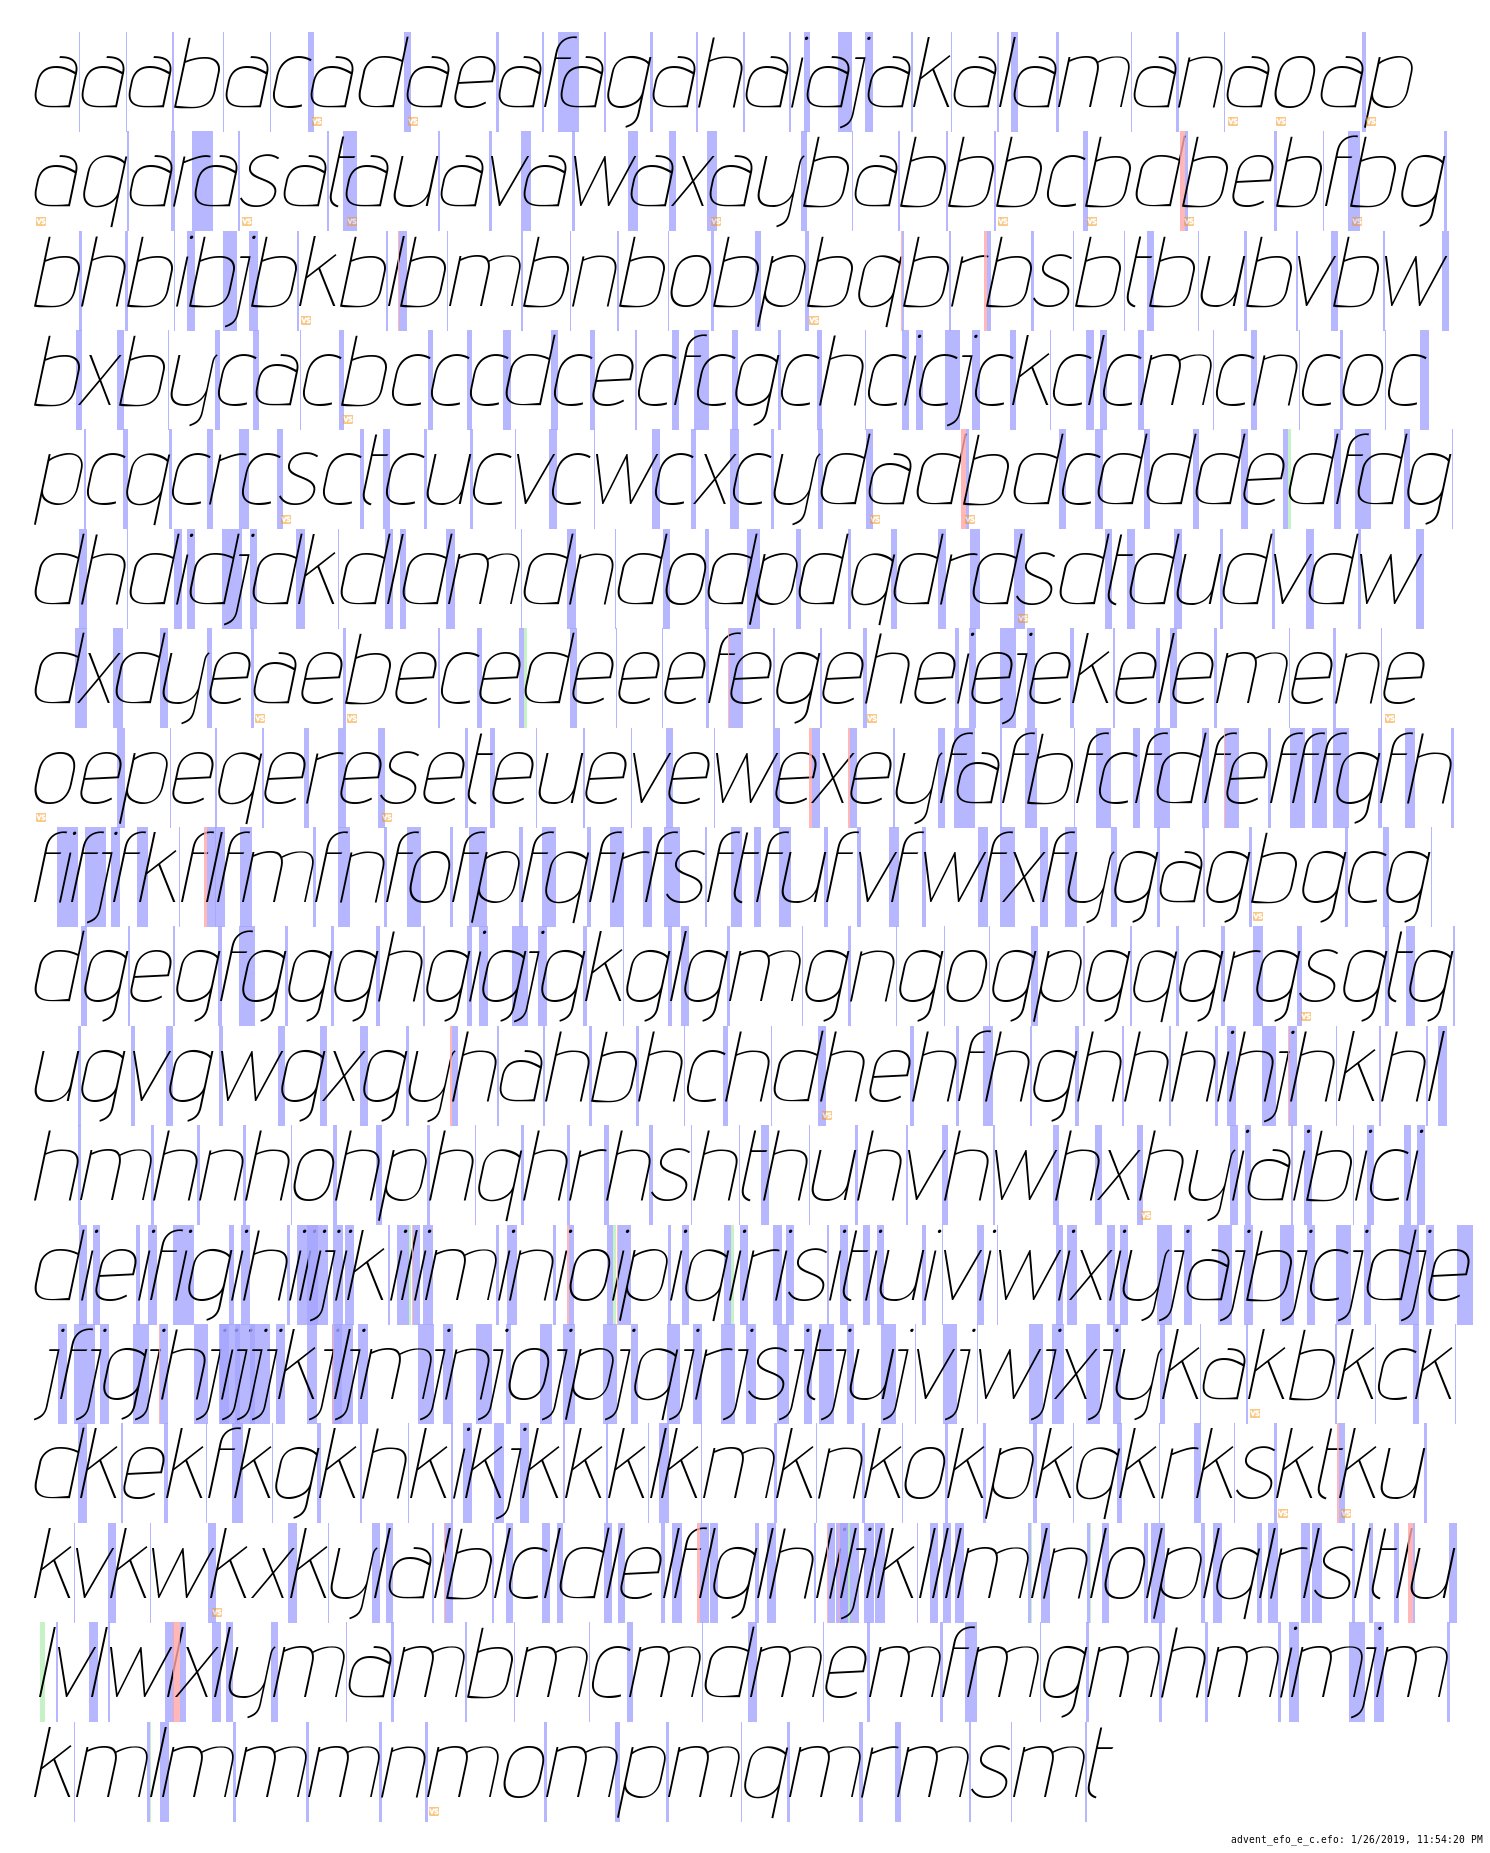 aaabacadaeafagahaiajakalamanaoap
aqarasatauavawaxaybabbbcbdbebfbg
bhbibjbkblbmbnbobpbqbrbsbtbubvbw
bxbycacbcccdcecfcgchcicjckclcmcncoc
pcqcrcsctcucvcwcxcydadbdcdddedfdg
dhdidjdkdldmdndodpdqdrdsdtdudvdw
dxdyeaebecedeeefegeheiejekelemene
oepeqereseteuevewexeyfafbfcfdfefffgfh
fifjfkflfmfnfofpfqfrfsftfufvfwfxfygagbgcg
dgegfggghgigjgkglgmgngogpgqgrgsgtg
ugvgwgxgyhahbhchdhehfhghhhihjhkhl
hmhnhohphqhrhshthuhvhwhxhyiaibici
dieifigihiiijikiliminioipiqirisitiuiviwixiyjajbjcjdje
jfjgjhjijjjkjljmjnjojpjqjrjsjtjujvjwjxjykakbkck
dkekfkgkhkikjkkklkmknkokpkqkrksktku
kvkwkxkylalblcldlelflglhliljlklllmlnlolplqlrlsltlu
lvlwlxlymambmcmdmemfmgmhmimjm
kmlmmmnmompmqmrmsmt
advent_efo_e_c.efo: 1/26/2019, 11:54:20 PM